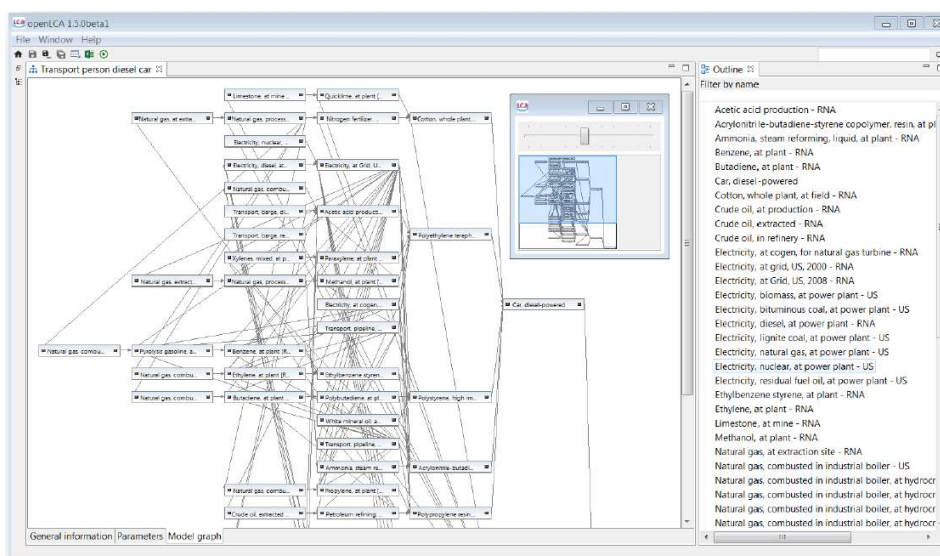 openLCA 1.5.0beta1
File Window Help
Transport person diesel car
Limestone, at mine ...
Quicklime, at plant (...
Natural gas, at extra...
Natural gas, process...
Nitrogen fertilizer, ...
Cotton, whole plant...
Electricity, nuclear, ...
Electricity, diesel, at...
Electricity, at Grid, U...
Natural gas, combu...
Transport, barge, di...
Acetic acid product...
Transport, barge, re...
Polyethylene tereph...
Xylenes, mixed, at p...
Paraxylene, at plant ...
Natural gas, extract...
Natural gas, process...
Methanol, at plant (...
Electricity, at cogen...
Car, diesel-powered
Transport, pipeline, ...
Natural gas, combu...
Pyrolysis gasoline, a...
Benzene, at plant (R...
Natural gas, combu...
Ethylene, at plant (R...
Ethylbenzene styren...
Natural gas, combu...
Butadiene, at plant ...
Polybutadiene, at pl...
Polystyrene, high im...
White mineral oil, a...
Transport, pipeline, ...
Ammonia, steam re...
Acrylonitrile-butadi...
Natural gas, combu...
Propylene, at plant (...
Crude oil, extracted ...
Petroleum refining, ...
Polypropylene resin...
General information
Parameters
Model graph
LCA
Outline
Filter by name
Acetic acid production - RNA
Acrylonitrile-butadiene-styrene copolymer, resin, at pl
Ammonia, steam reforming, liquid, at plant - RNA
Benzene, at plant - RNA
Butadiene, at plant - RNA
Car, diesel-powered
Cotton, whole plant, at field - RNA
Crude oil, at production - RNA
Crude oil, extracted - RNA
Crude oil, in refinery - RNA
Electricity, at cogen, for natural gas turbine - RNA
Electricity, at grid, US, 2000 - RNA
Electricity, at Grid, US, 2008 - RNA
Electricity, biomass, at power plant - US
Electricity, bituminous coal, at power plant - US
Electricity, diesel, at power plant - RNA
Electricity, lignite coal, at power plant - US
Electricity, natural gas, at power plant - US
Electricity, nuclear, at power plant - US
Electricity, residual fuel oil, at power plant - US
Ethylbenzene styrene, at plant - RNA
Ethylene, at plant - RNA
Limestone, at mine - RNA
Methanol, at plant - RNA
Natural gas, at extraction site - RNA
Natural gas, combusted in industrial boiler - US
Natural gas, combusted in industrial boiler, at hydrocr
Natural gas, combusted in industrial boiler, at hydrocr
Natural gas, combusted in industrial boiler, at hydrocr
Natural gas, combusted in industrial boiler, at hydrocr